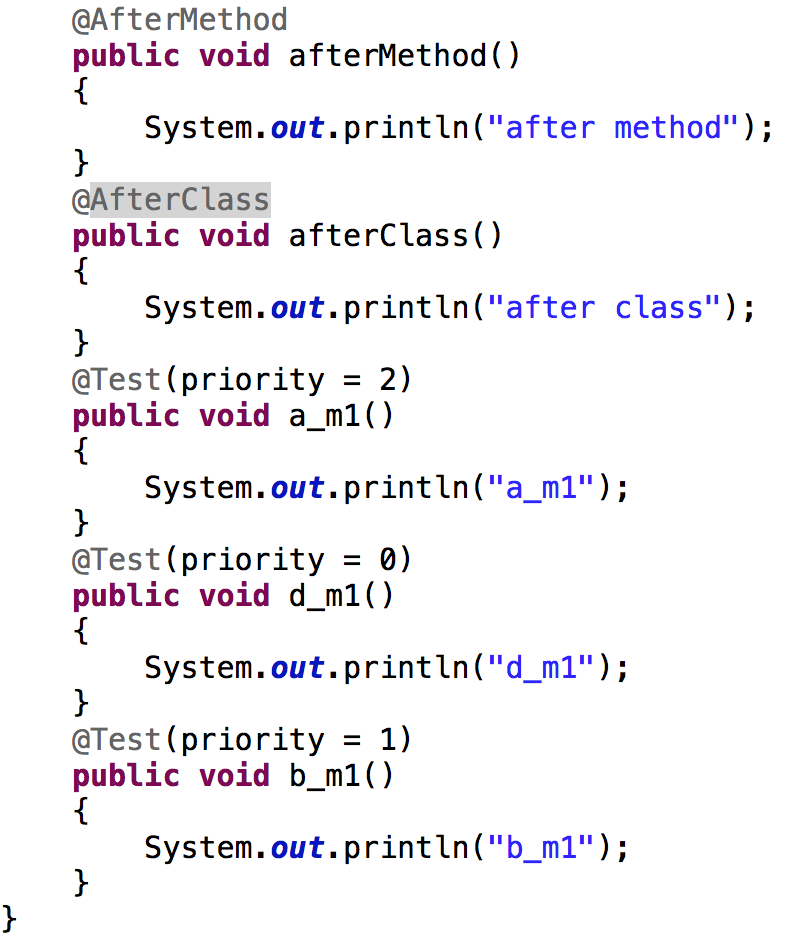 @AfterMethod
public void afterMethod()
{
System.out.println("after method");
}
@AfterClass
public void afterClass()
{
System.out.println("after class");
}
@Test(priority = 2)
public void a_m1()
{
System.out.println("a_m1");
}
@Test(priority = 0)
public void d_m1()
{
System.out.println("d_m1");
}
@Test(priority = 1)
public void b_m1()
{
System.out.println("b_m1");
}
}